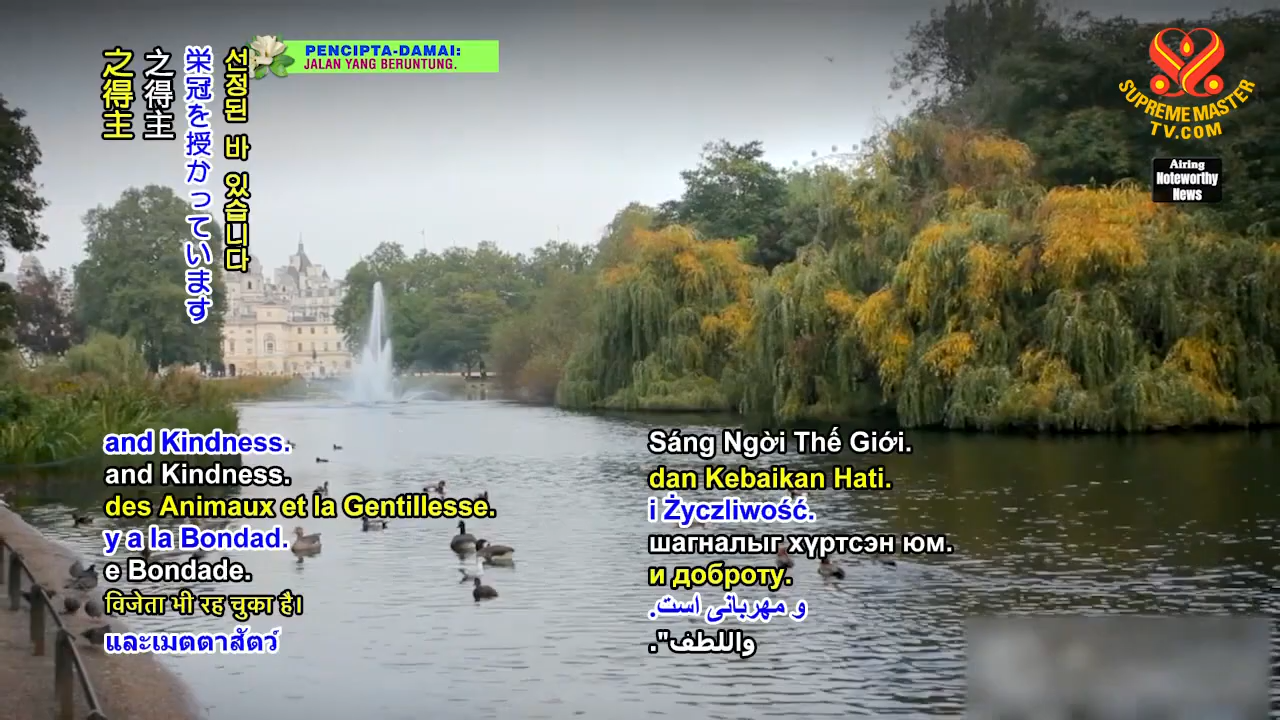 PENCIPTA-DAMAI:
JALAN YANG BERUNTUNG.
SUPREME MASTER
TV.COM
Airing
Noteworthy
News
之得主
之得主
栄冠を授かっています
선정된 바 있습니다
and Kindness.
and Kindness.
des Animaux et la Gentillesse.
y a la Bondad.
e Bondade.
विजेता भी रह चुका है।
และเมตตาสัตว์
Sáng Ngời Thế Giới.
dan Kebaikan Hati.
i Życzliwość.
шагналыг хүртсэн юм.
и доброту.
و مهربانی است.
واللطف".